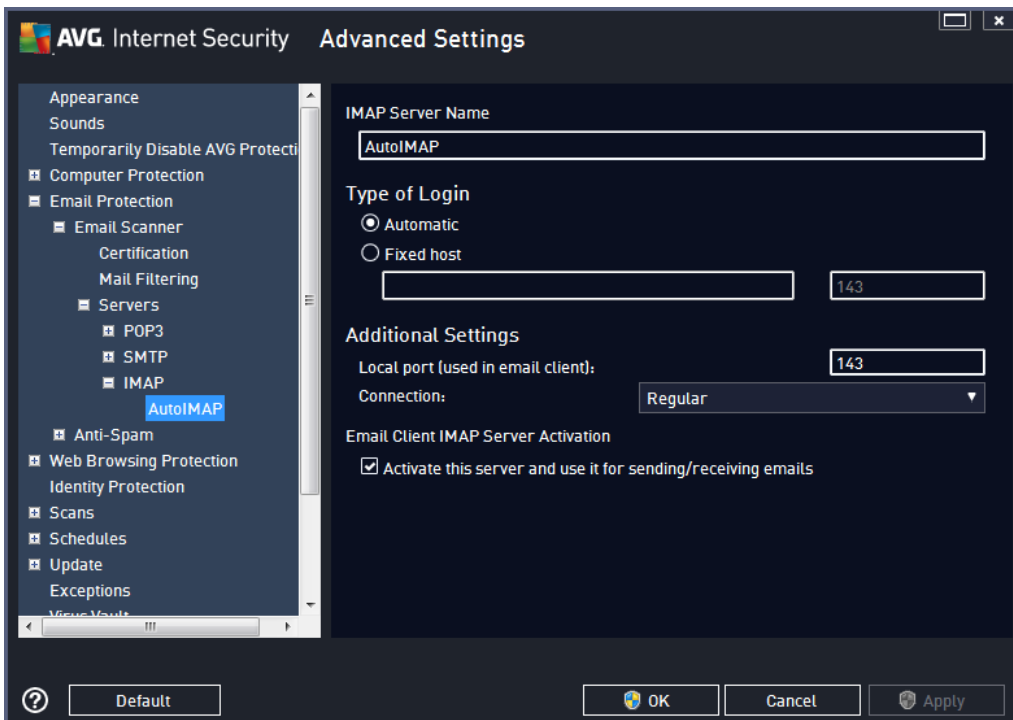 AVG. Internet Security Advanced Settings
Appearance
Sounds
Temporarily Disable AVG Protecti
Computer Protection
Email Protection
Email Scanner
Certification
Mail Filtering
Servers
POP3
SMTP
IMAP
AutoIMAP
Anti-Spam
Web Browsing Protection
Identity Protection
Scans
Schedules
Update
Exceptions
Virus Vault
IMAP Server Name
AutoIMAP
Type of Login
Automatic
Fixed host
143
Additional Settings
Local port (used in email client): 143
Connection: Regular
Email Client IMAP Server Activation
Activate this server and use it for sending/receiving emails
Default OK Cancel Apply